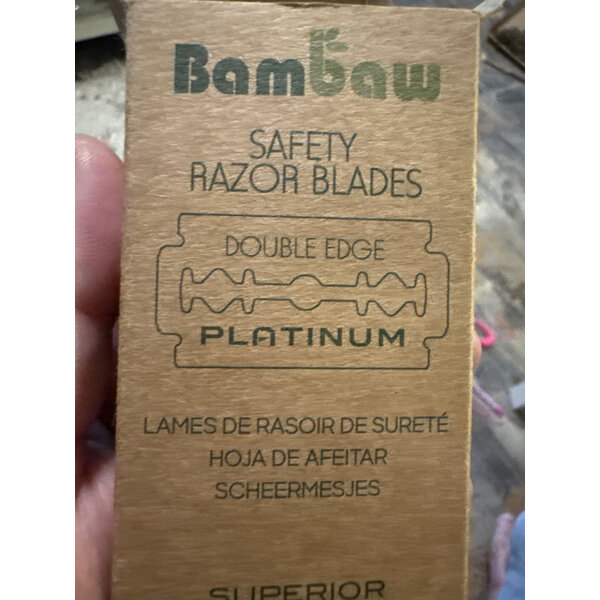 Bambaw
SAFETY
RAZOR BLADES
DOUBLE EDGE
PLATINUM
LAMES DE RASOIR DE SURETÉ
HOJA DE AFEITAR
SCHEERMESJES
SUPERIOR